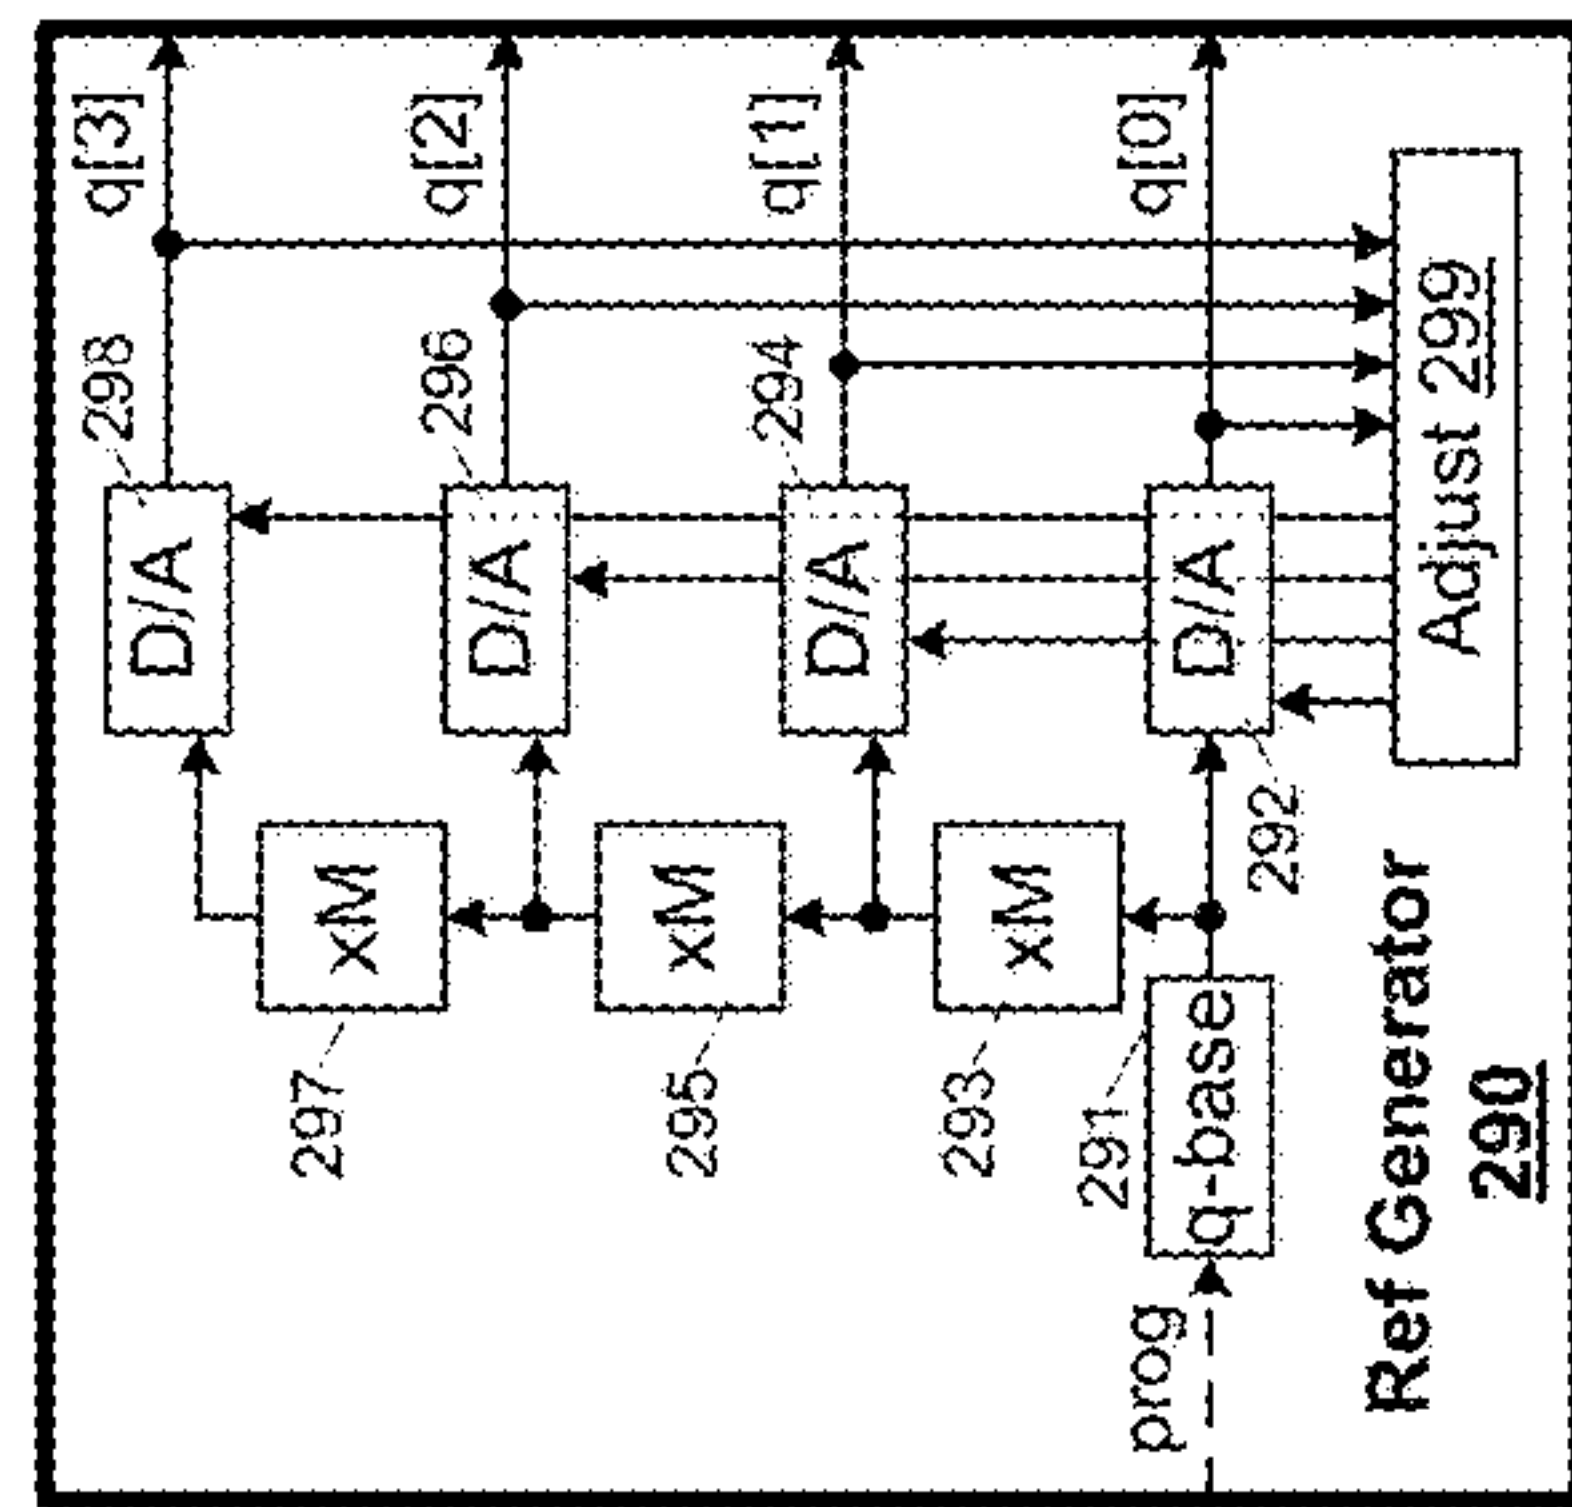 q[3]
q[2]
q[1]
q[0]
298
296
294
292
D/A
D/A
D/A
D/A
Adjust 299
xM
xM
xM
297
295
293
291
q-base
prog
Ref Generator
290